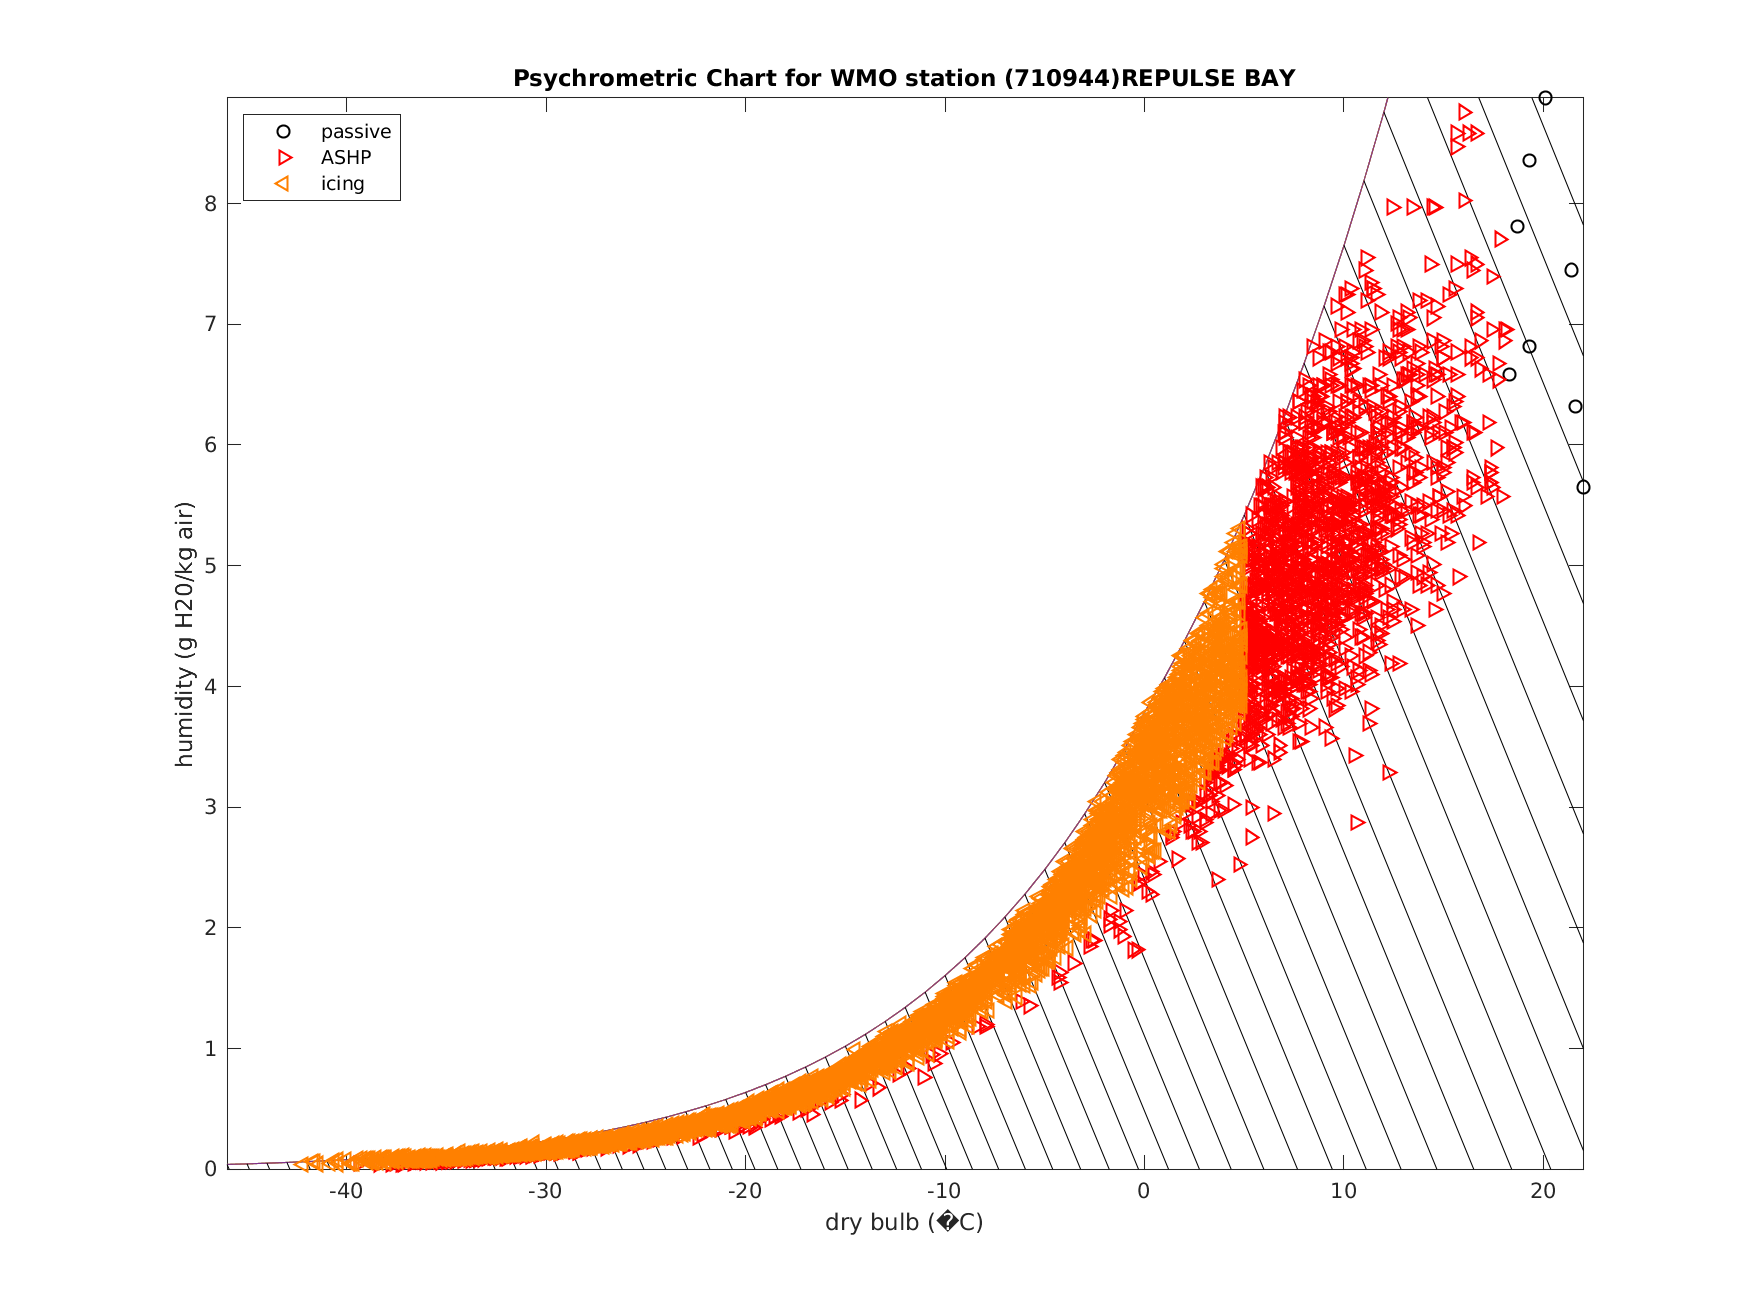 Psychrometric Chart for WMO station (710944)REPULSE BAY
passive
ASHP
icing
humidity (g H20/kg air)
8
7
6
5
4
3
2
1
0
-40 -30 -20 -10 0 10 20
dry bulb (�C)